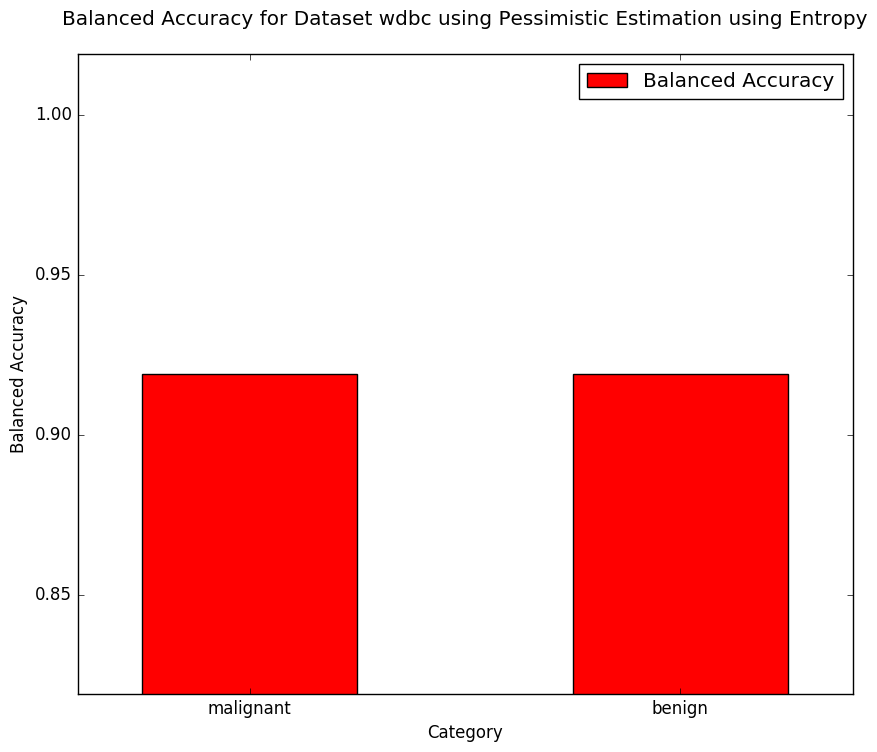 Balanced Accuracy for Dataset wdbc using Pessimistic Estimation using Entropy
Balanced Accuracy
1.00
0.95
0.90
0.85
Balanced Accuracy
malignant
benign
Category